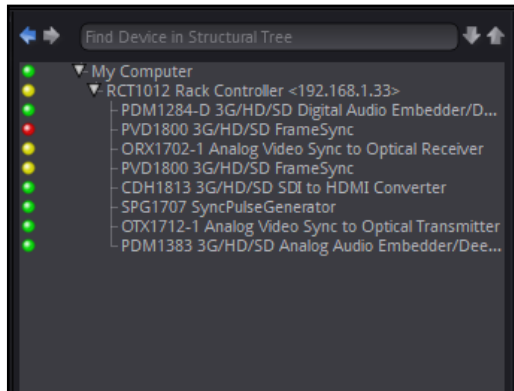 Find Device in Structural Tree
My Computer
RCT1012 Rack Controller <192.168.1.33>
PDM1284-D 3G/HD/SD Digital Audio Embedder/D...
PVD1800 3G/HD/SD FrameSync
ORX1702-1 Analog Video Sync to Optical Receiver
PVD1800 3G/HD/SD FrameSync
CDH1813 3G/HD/SD SDI to HDMI Converter
SPG1707 SyncPulseGenerator
OTX1712-1 Analog Video Sync to Optical Transmitter
PDM1383 3G/HD/SD Analog Audio Embedder/Dee...